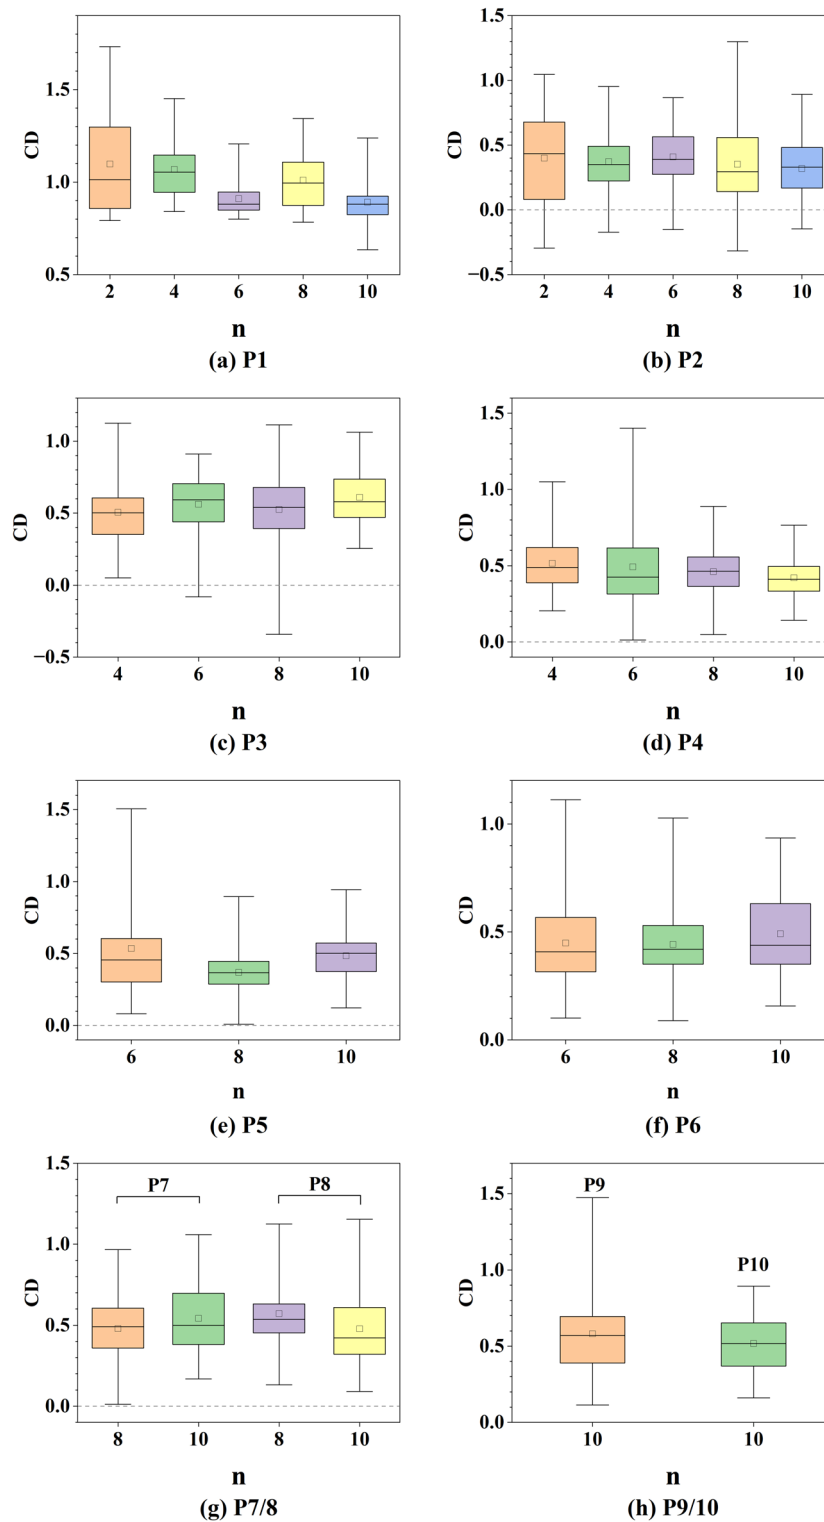 1.5
1.0
0.5
CD
2 4 6 8 10
n
(a) P1
1.5
1.0
0.5
0.0
−0.5
CD
2 4 6 8 10
n
(b) P2
1.0
0.5
0.0
−0.5
CD
4 6 8 10
n
(c) P3
1.5
1.0
0.5
0.0
CD
4 6 8 10
n
(d) P4
1.5
1.0
0.5
0.0
CD
6 8 10
n
(e) P5
1.0
0.5
0.0
CD
6 8 10
n
(f) P6
1.5
1.0
0.5
0.0
CD
P7 P8
8 10 8 10
n
(g) P7/8
1.5
1.0
0.5
0.0
CD
P9
P10
10 10
n
(h) P9/10